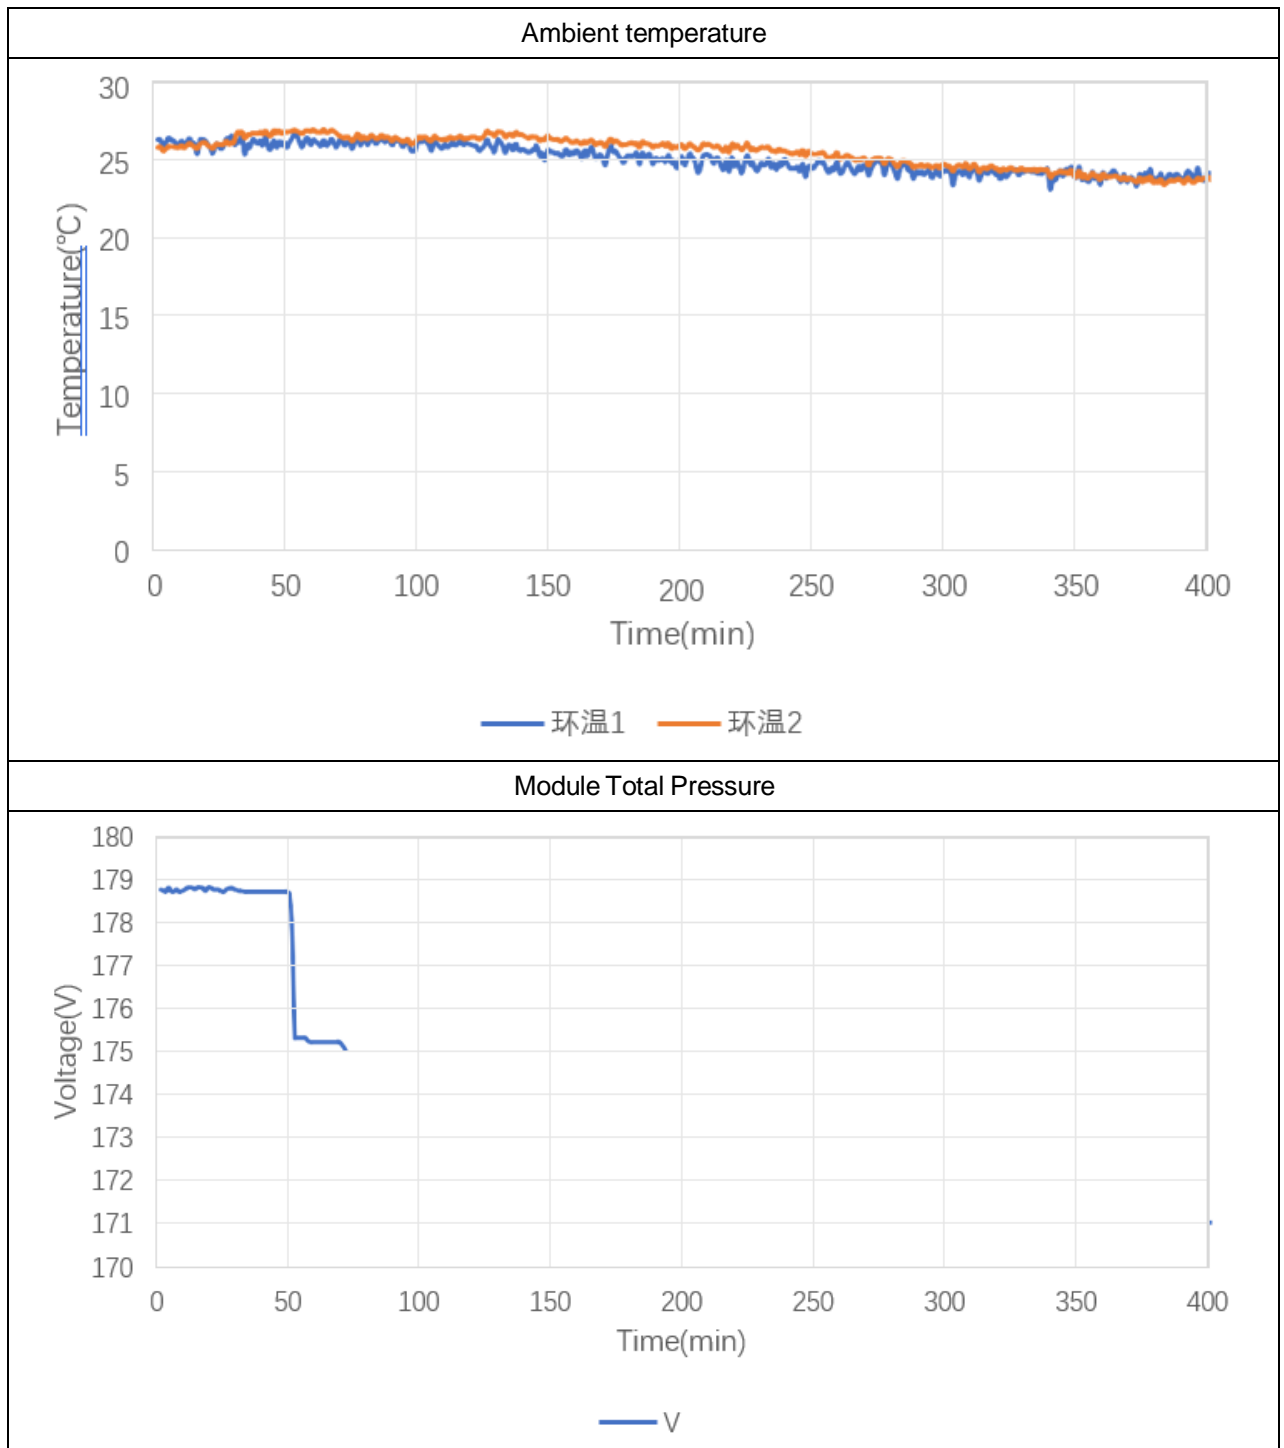 Ambient temperature
30
25
20
15
10
5
0
Temperature(℃)
0 50 100 150 200 250 300 350 400
Time(min)
环温1 环温2
Module Total Pressure
180
179
178
177
176
175
174
173
172
171
170
Voltage(V)
0 50 100 150 200 250 300 350 400
Time(min)
V